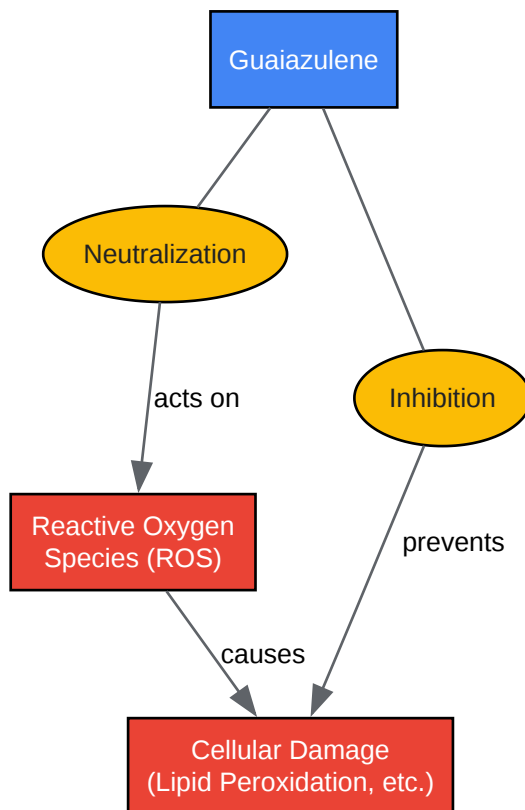 Guaiazulene
Neutralization
Inhibition
acts on
Reactive Oxygen
Species (ROS)
prevents
causes
Cellular Damage
(Lipid Peroxidation, etc.)